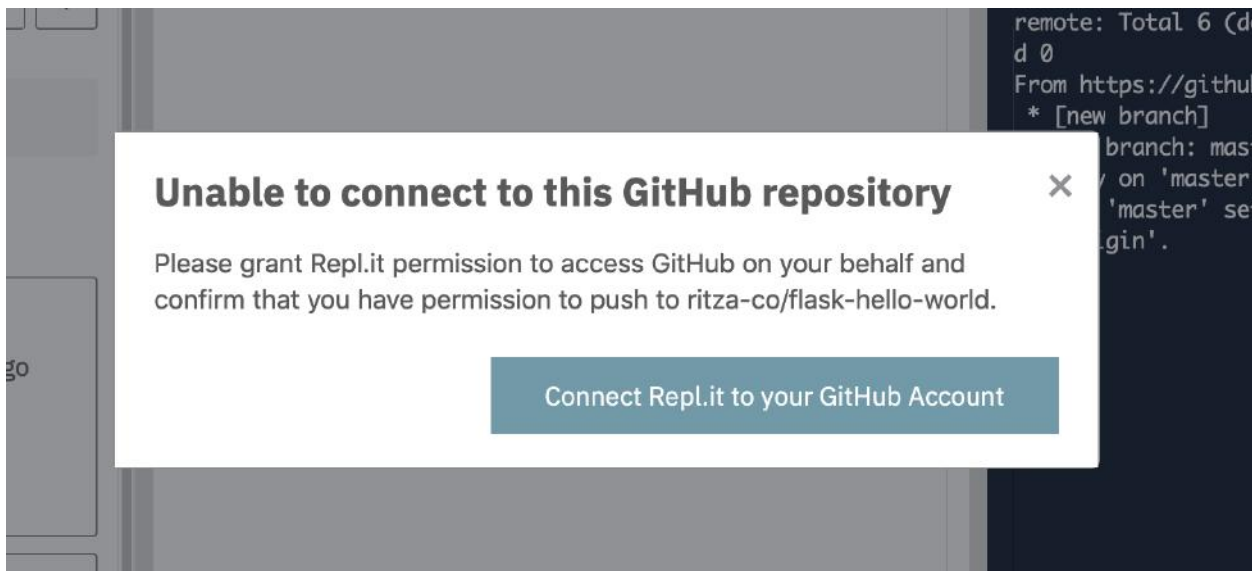 remote: Total 6 (d
d 0
From https://githu
* [new branch]
branch: mas
on 'master
'master' se
gin'.
Unable to connect to this GitHub repository
×
Please grant Repl.it permission to access GitHub on your behalf and
confirm that you have permission to push to ritza-co/flask-hello-world.
Connect Repl.it to your GitHub Account
go